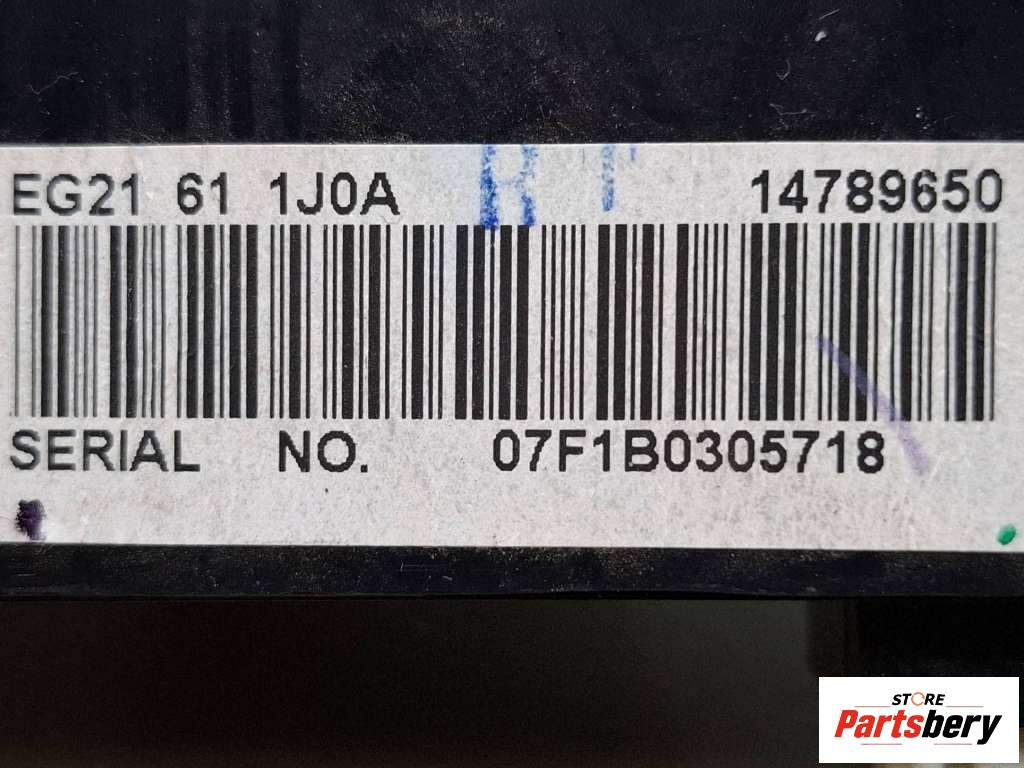 EG21 61 1J0A 14789650
SERIAL NO. 07F1B0305718
STORE
Partsbery